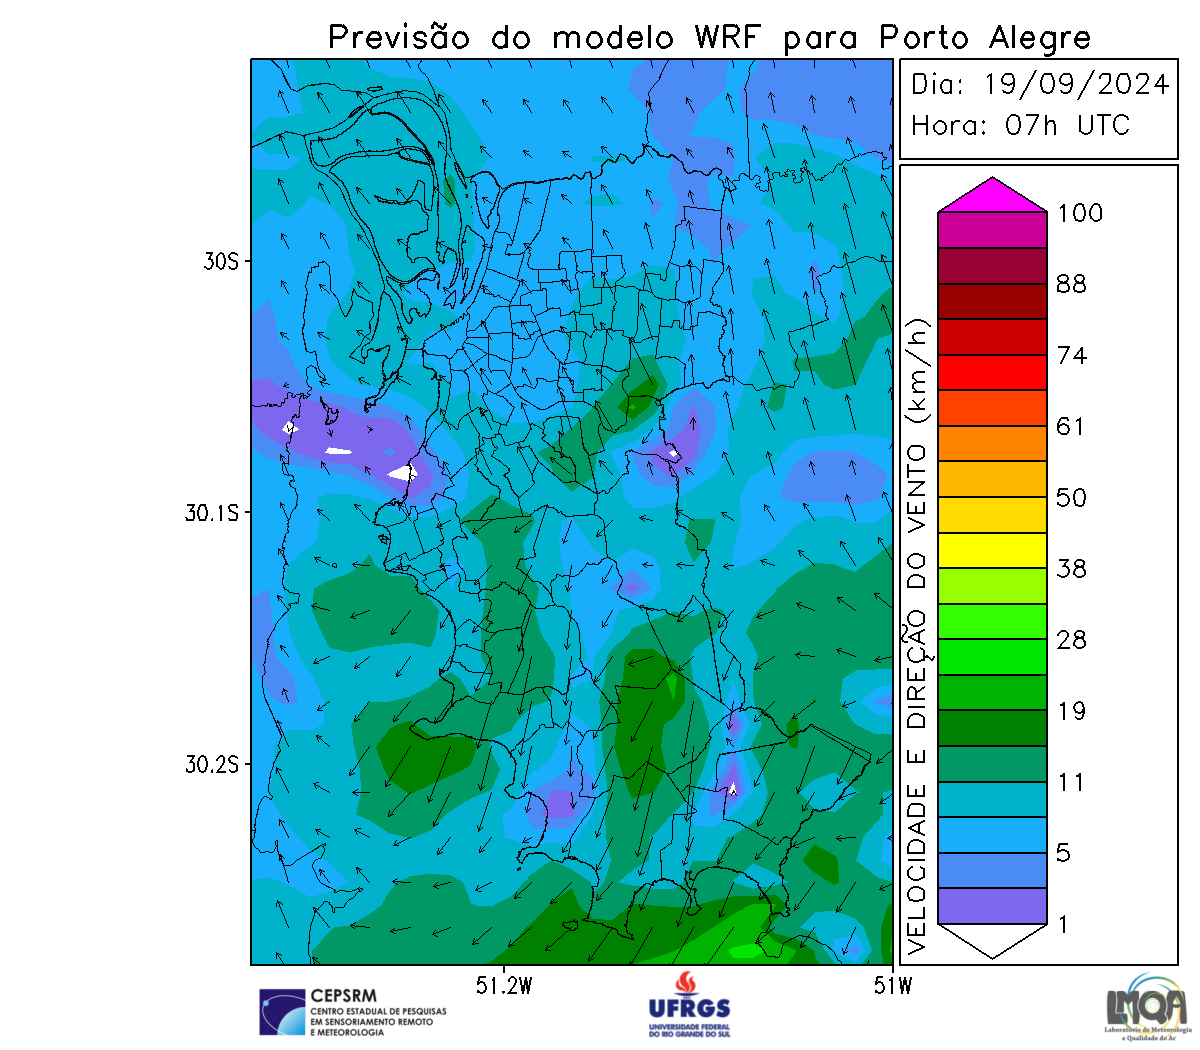 Previsão do modelo WRF para Porto Alegre
Dia: 19/09/2024
Hora: 07h UTC
100
88
74
61
50
38
28
19
11
5
1
VELOCIDADE E DIREÇÃO DO VENTO (km/h)
30S
30.1S
30.2S
51.2W
51W
CEPSRM
CENTRO ESTADUAL DE PESQUISAS
EM SENSORIAMENTO REMOTO
E METEOROLOGIA
UFRGS
UNIVERSIDADE FEDERAL
DO RIO GRANDE DO SUL
LMQA
Laboratório de Meteorologia
e Qualidade do Ar